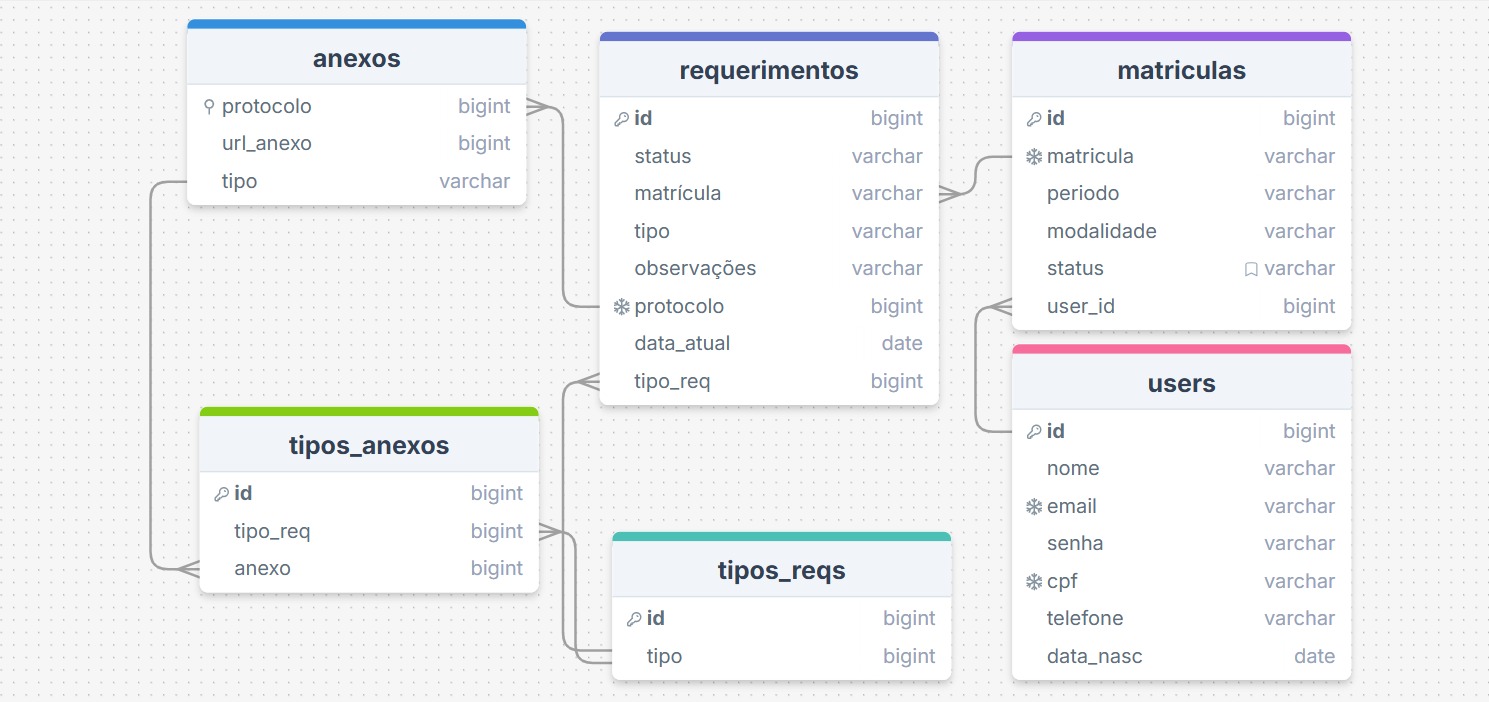 anexos
protocolo bigint
url_anexo bigint
tipo varchar
requerimentos
id bigint
status varchar
matrícula varchar
tipo varchar
observações varchar
protocolo bigint
data_atual date
tipo_req bigint
matriculas
id bigint
matricula varchar
periodo varchar
modalidade varchar
status varchar
user_id bigint
tipos_anexos
id bigint
tipo_req bigint
anexo bigint
tipos_reqs
id bigint
tipo bigint
users
id bigint
nome varchar
email varchar
senha varchar
cpf varchar
telefone varchar
data_nasc date